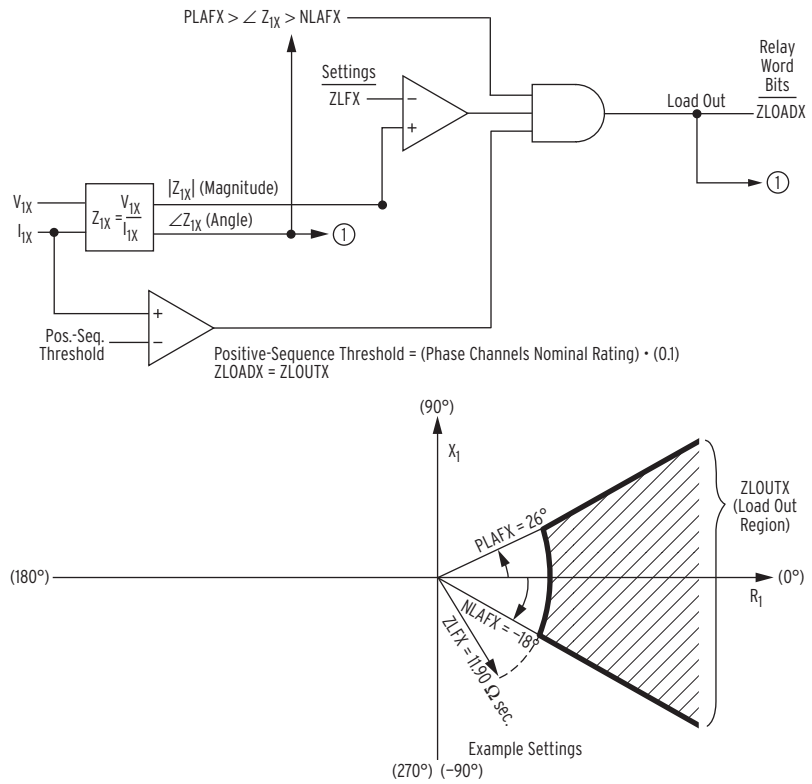 PLAFX > ∠ Z1X > NLAFX
Relay
Word
Bits
Settings
ZLFX
−
+
Load Out
ZLOADX
1
|Z1X| (Magnitude)
V1X
I1X
Z1X = V1X / I1X
∠Z1X (Angle)
1
+
−
Pos.-Seq.
Threshold
Positive-Sequence Threshold = (Phase Channels Nominal Rating) • (0.1)
ZLOADX = ZLOUTX
(90°)
X1
PLAFX = 26°
ZLOUTX
(Load Out
Region)
(180°)
(0°)
R1
NLAFX = −18°
ZLFX = 11.90 Ω sec.
Example Settings
(270°) (−90°)